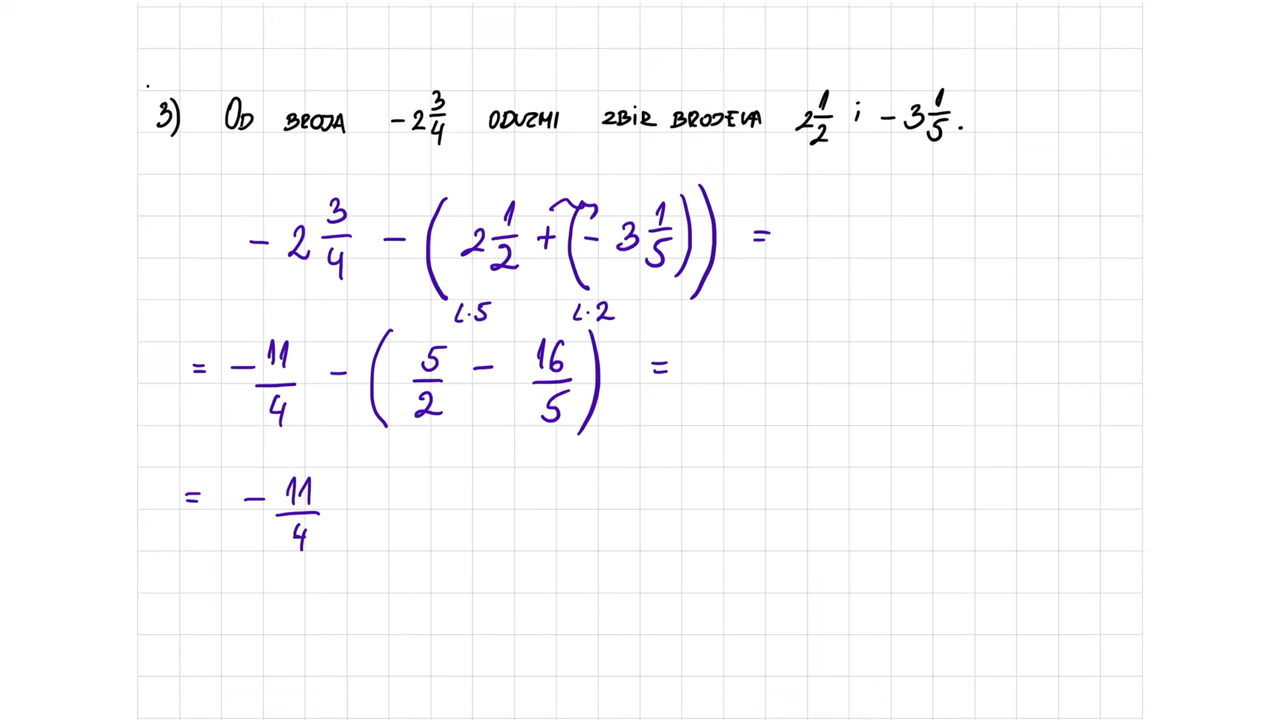 3) OD BROJA -2 3/4 ODUZMI ZBIR BROJEVA 2 1/2 i -3 1/5.
-2 3/4 - (2 1/2 + (-3 1/5)) =
L·5 L·2
= -11/4 - (5/2 - 16/5) =
= -11/4